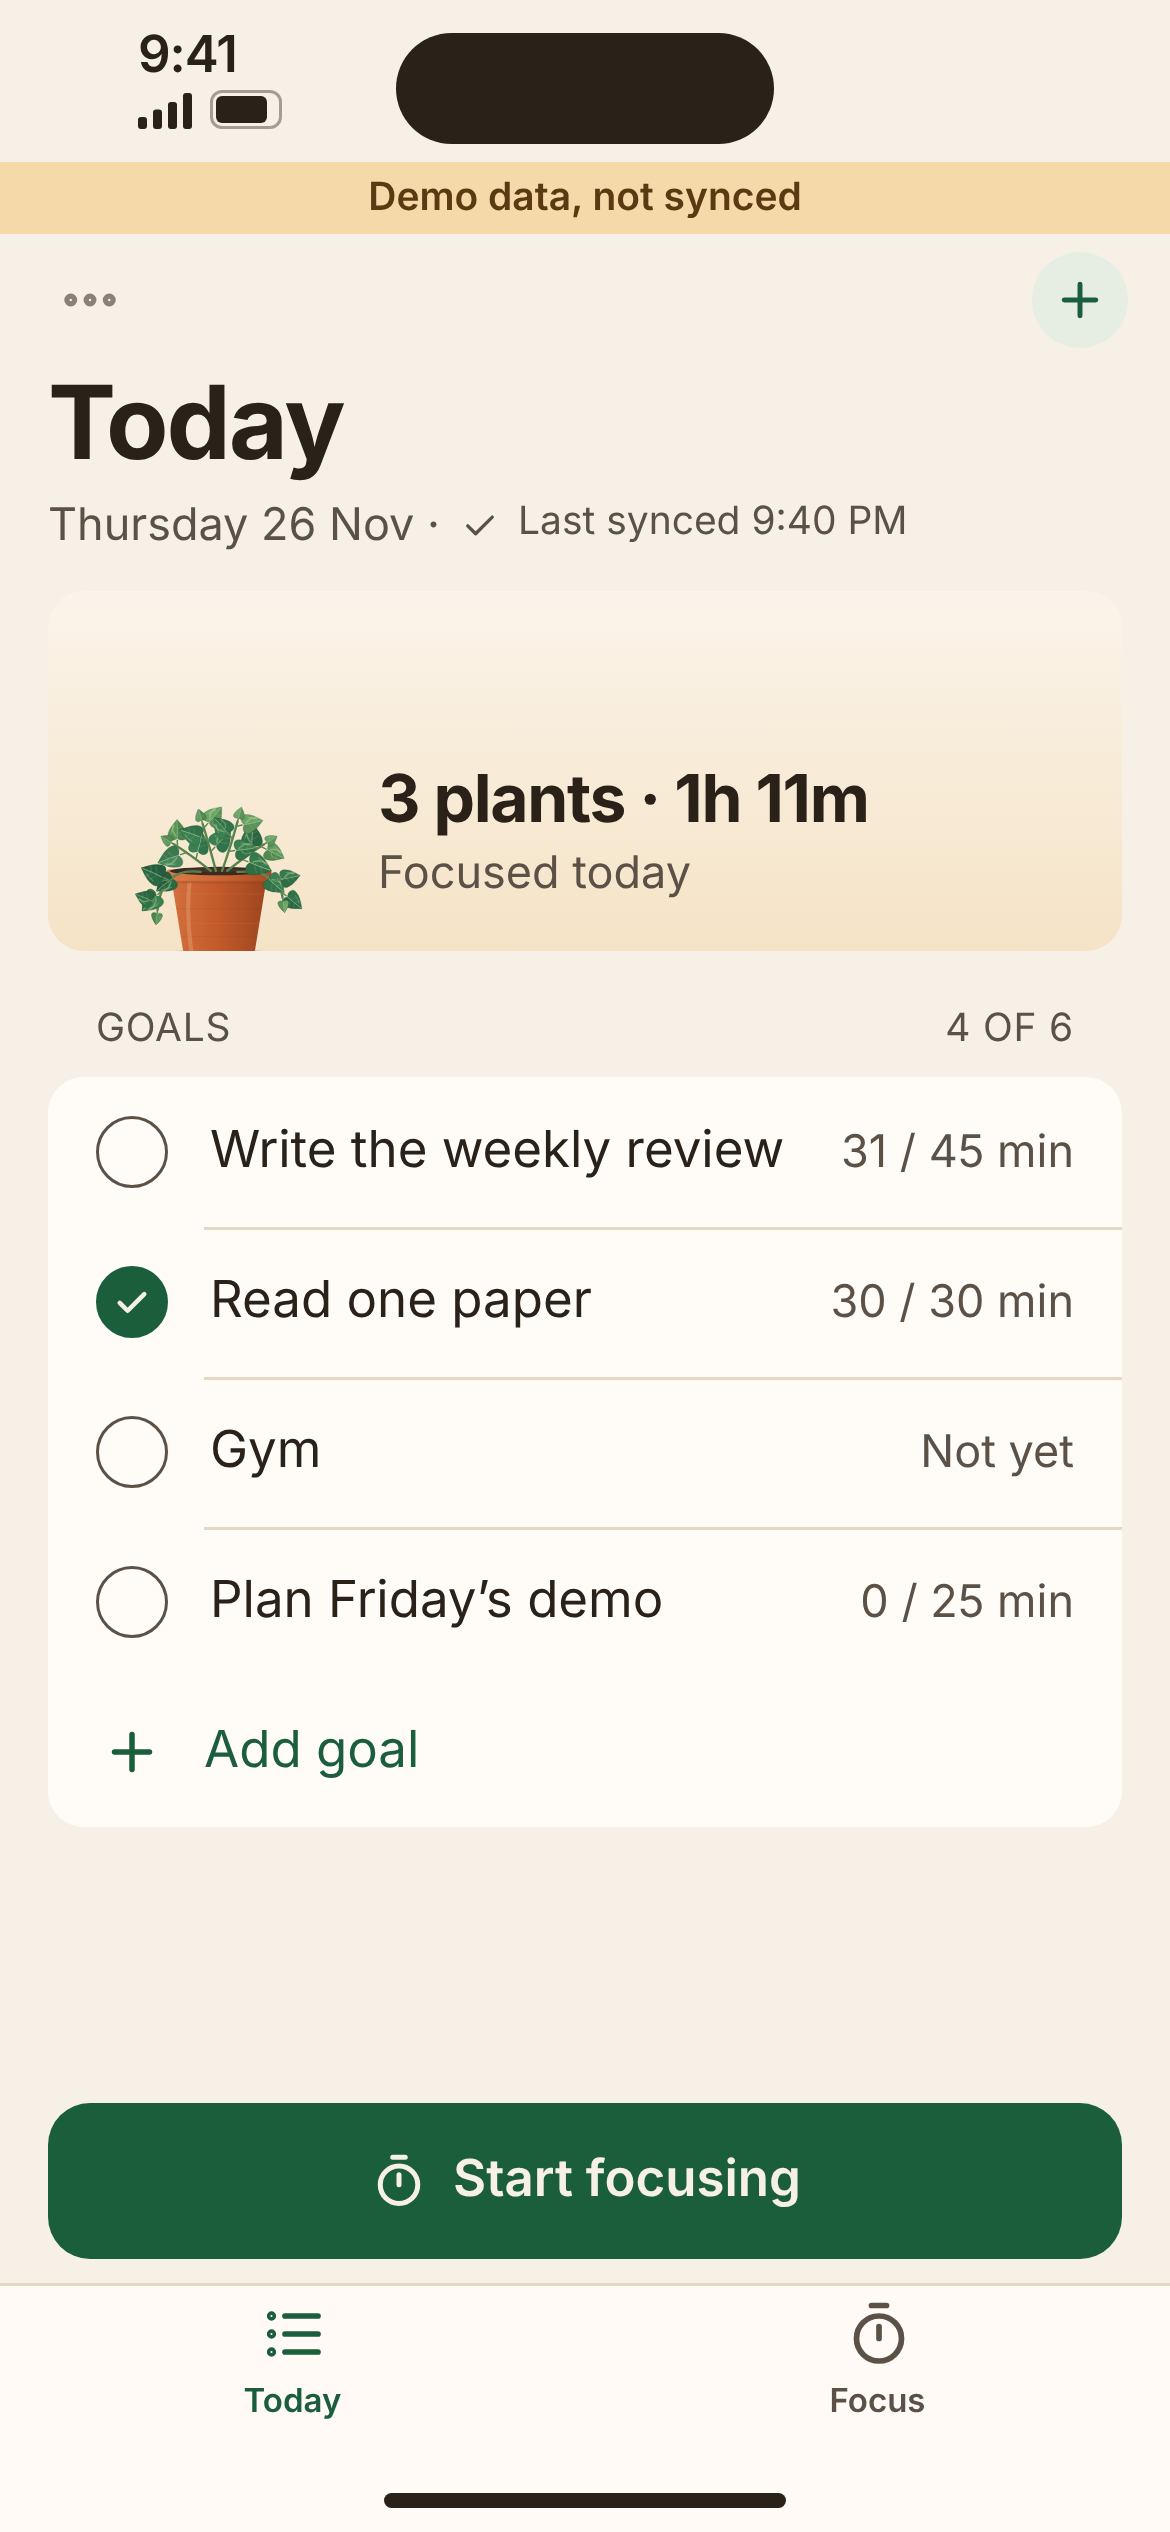 9:41
Demo data, not synced
Today
Thursday 26 Nov · ✓ Last synced 9:40 PM
3 plants · 1h 11m
Focused today
GOALS 4 OF 6
Write the weekly review 31 / 45 min
Read one paper 30 / 30 min
Gym Not yet
Plan Friday’s demo 0 / 25 min
+ Add goal
Start focusing
Today Focus